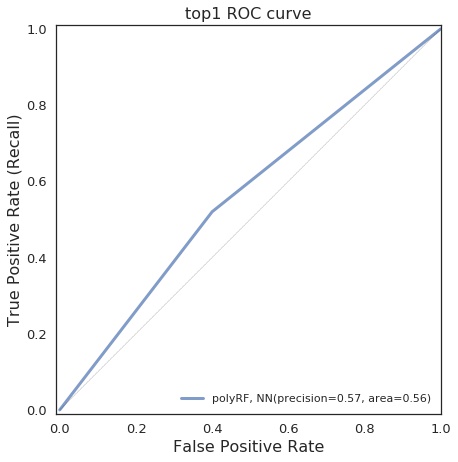 top1 ROC curve
True Positive Rate (Recall)
1.0
0.8
0.6
0.4
0.2
0.0
polyRF, NN(precision=0.57, area=0.56)
0.0 0.2 0.4 0.6 0.8 1.0
False Positive Rate